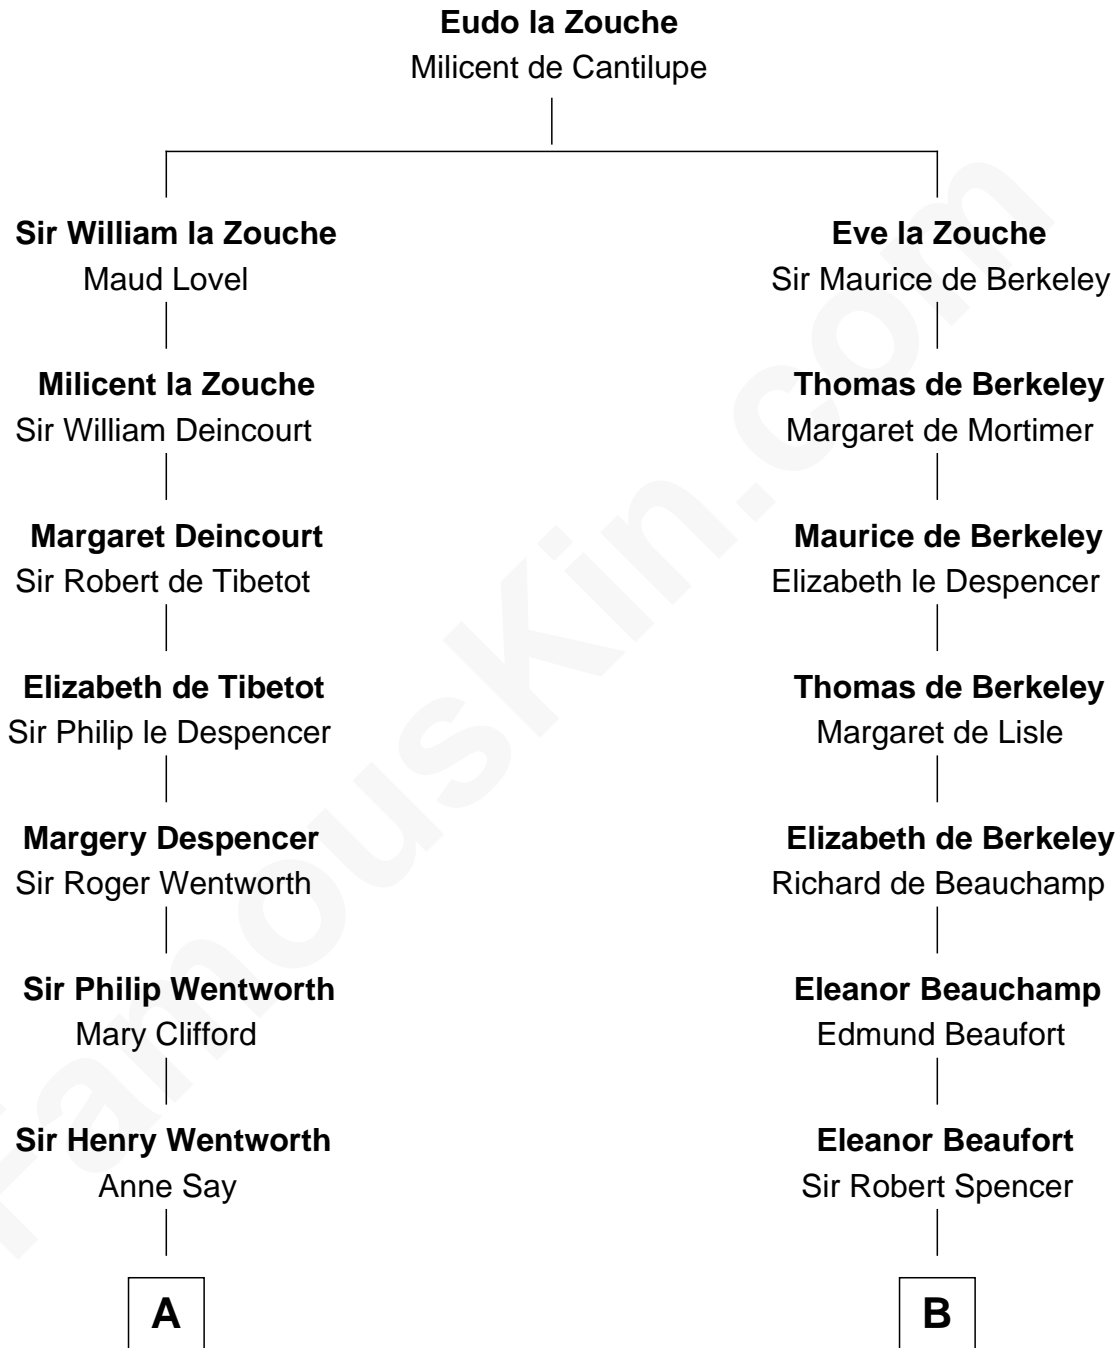 Eudo la Zouche
Milicent de Cantilupe
Sir William la Zouche
Maud Lovel
Milicent la Zouche
Sir William Deincourt
Margaret Deincourt
Sir Robert de Tibetot
Elizabeth de Tibetot
Sir Philip le Despencer
Margery Despencer
Sir Roger Wentworth
Sir Philip Wentworth
Mary Clifford
Sir Henry Wentworth
Anne Say
A
Eve la Zouche
Sir Maurice de Berkeley
Thomas de Berkeley
Margaret de Mortimer
Maurice de Berkeley
Elizabeth le Despencer
Thomas de Berkeley
Margaret de Lisle
Elizabeth de Berkeley
Richard de Beauchamp
Eleanor Beauchamp
Edmund Beaufort
Eleanor Beaufort
Sir Robert Spencer
B
FamousKin.com